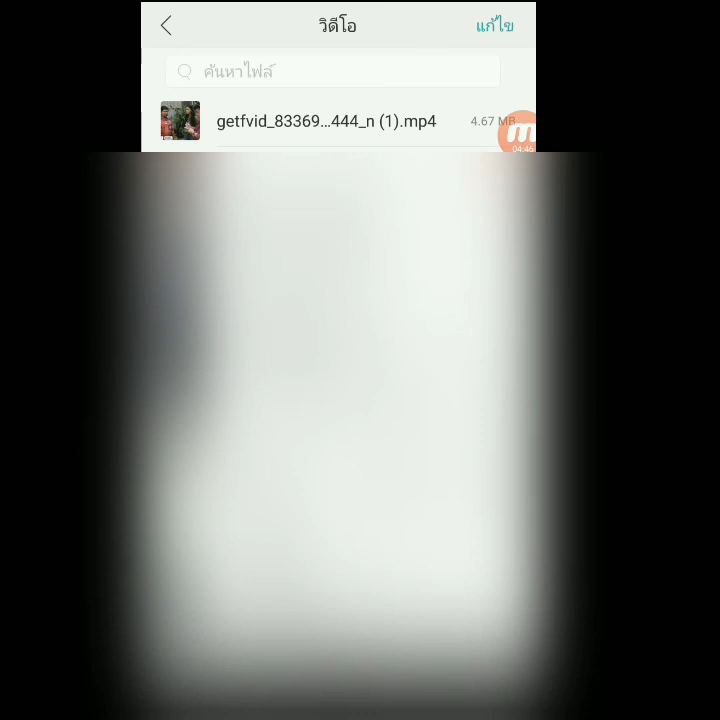 วิดีโอ
แก้ไข
ค้นหาไฟล์
getfvid_83369...444_n (1).mp4
4.67 MB
04:46